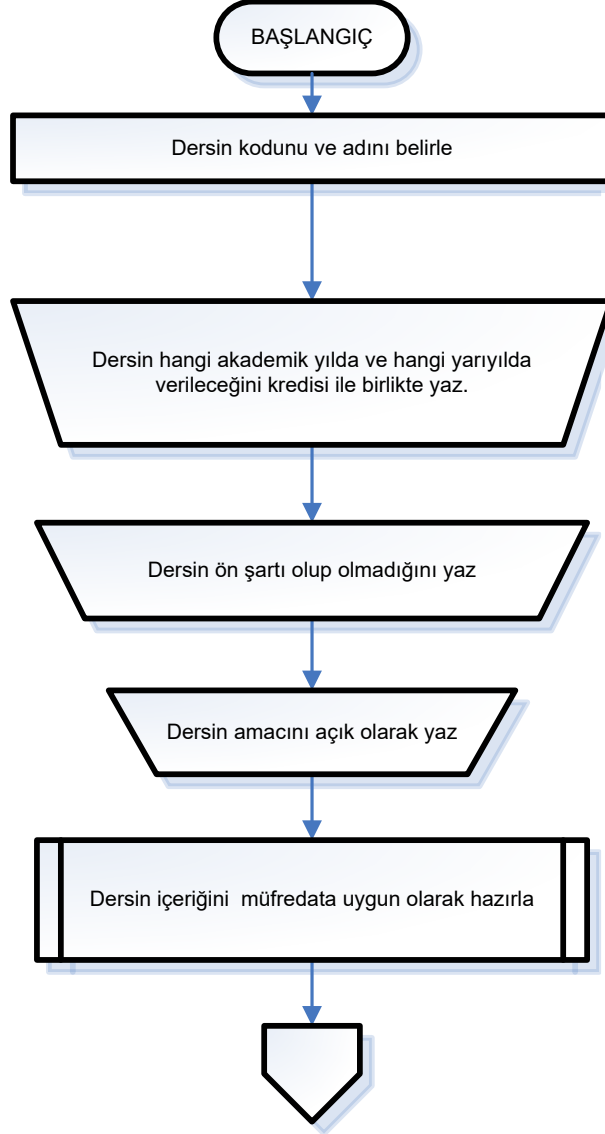 BAŞLANGIÇ
Dersin kodunu ve adını belirle
Dersin hangi akademik yılda ve hangi yarıyılda
verileceğini kredisi ile birlikte yaz.
Dersin ön şartı olup olmadığını yaz
Dersin amacını açık olarak yaz
Dersin içeriğini  müfredata uygun olarak hazırla